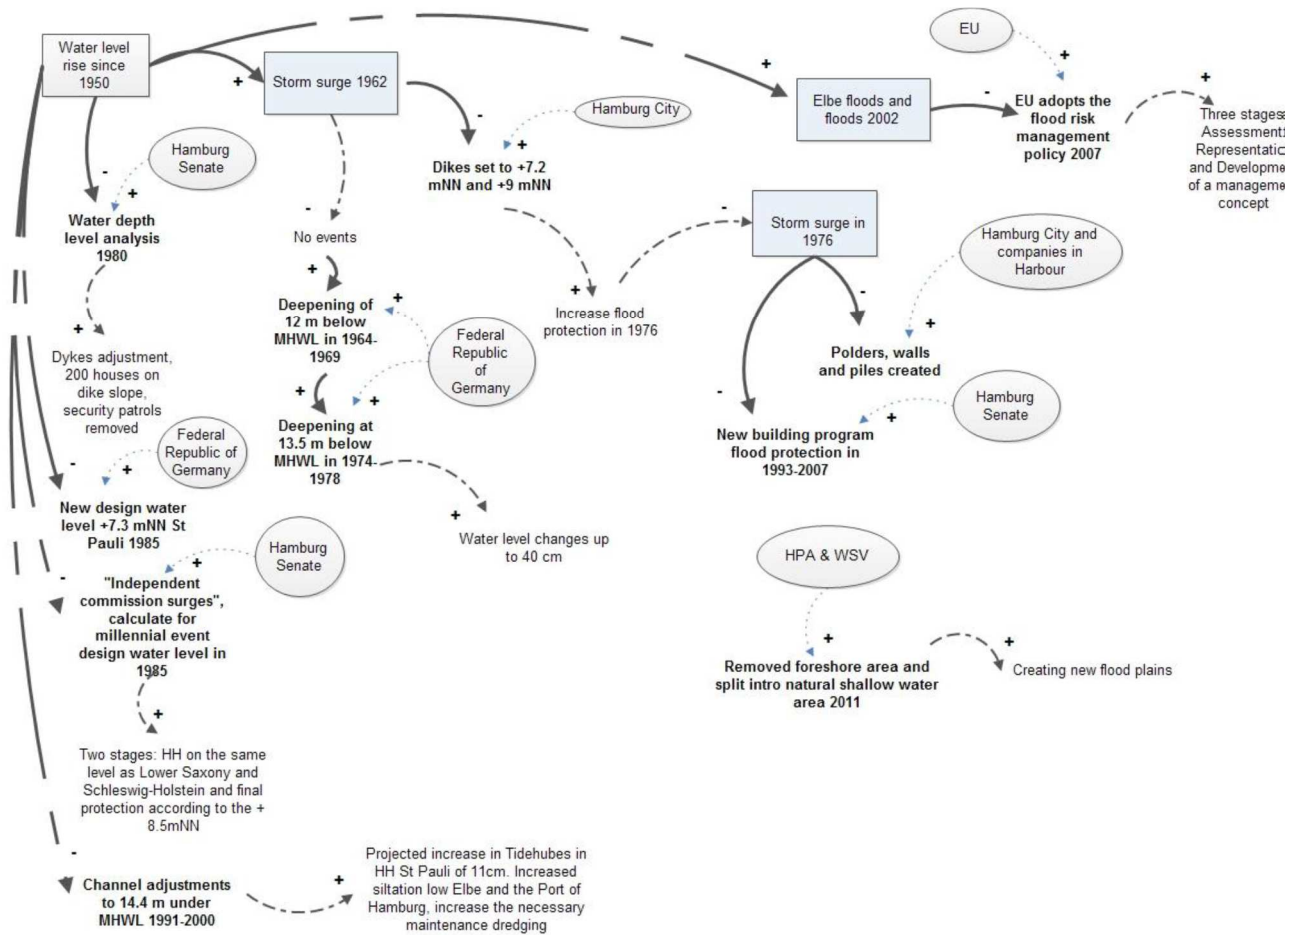 Water level
rise since
1950
+
Storm surge 1962
-
Hamburg City
+
Dikes set to +7.2
mNN and +9 mNN
+
Elbe floods and
floods 2002
EU
+
-
EU adopts the
flood risk
management
policy 2007
+
Three stages
Assessment
and
of a
concept
Hamburg
Senate
-
+
Water depth
level analysis
1980
-
No events
-
Storm surge in
1976
Hamburg City and
companies in
Harbour
+
Deepening of
12 m below
MHWL in 1964-
1969
+
Federal
Republic
of
Germany
+
Increase flood
protection in 1976
-
+
Polders, walls
and piles created
+
Dykes adjustment,
200 houses on
dike slope,
security patrols
removed
+
+
Deepening at
13.5 m below
MHWL in 1974-
1978
-
Hamburg
Senate
+
New building program
flood protection in
1993-2007
Federal
Republic of
Germany
-
+
New design water
level +7.3 mNN St
Pauli 1985
+
Water level changes up
to 40 cm
Hamburg
Senate
+
-
"Independent
commission surges",
calculate for
millennial event
design water level in
1985
HPA & WSV
+
Removed foreshore area and
split intro natural shallow water
area 2011
+
Creating new flood plains
+
Two stages: HH on the same
level as Lower Saxony and
Schleswig-Holstein and final
protection according to the +
8.5mNN
-
Channel adjustments
to 14.4 m under
MHWL 1991-2000
+
Projected increase in Tidehubes in
HH St Pauli of 11cm. Increased
siltation low Elbe and the Port of
Hamburg, increase the necessary
maintenance dredging